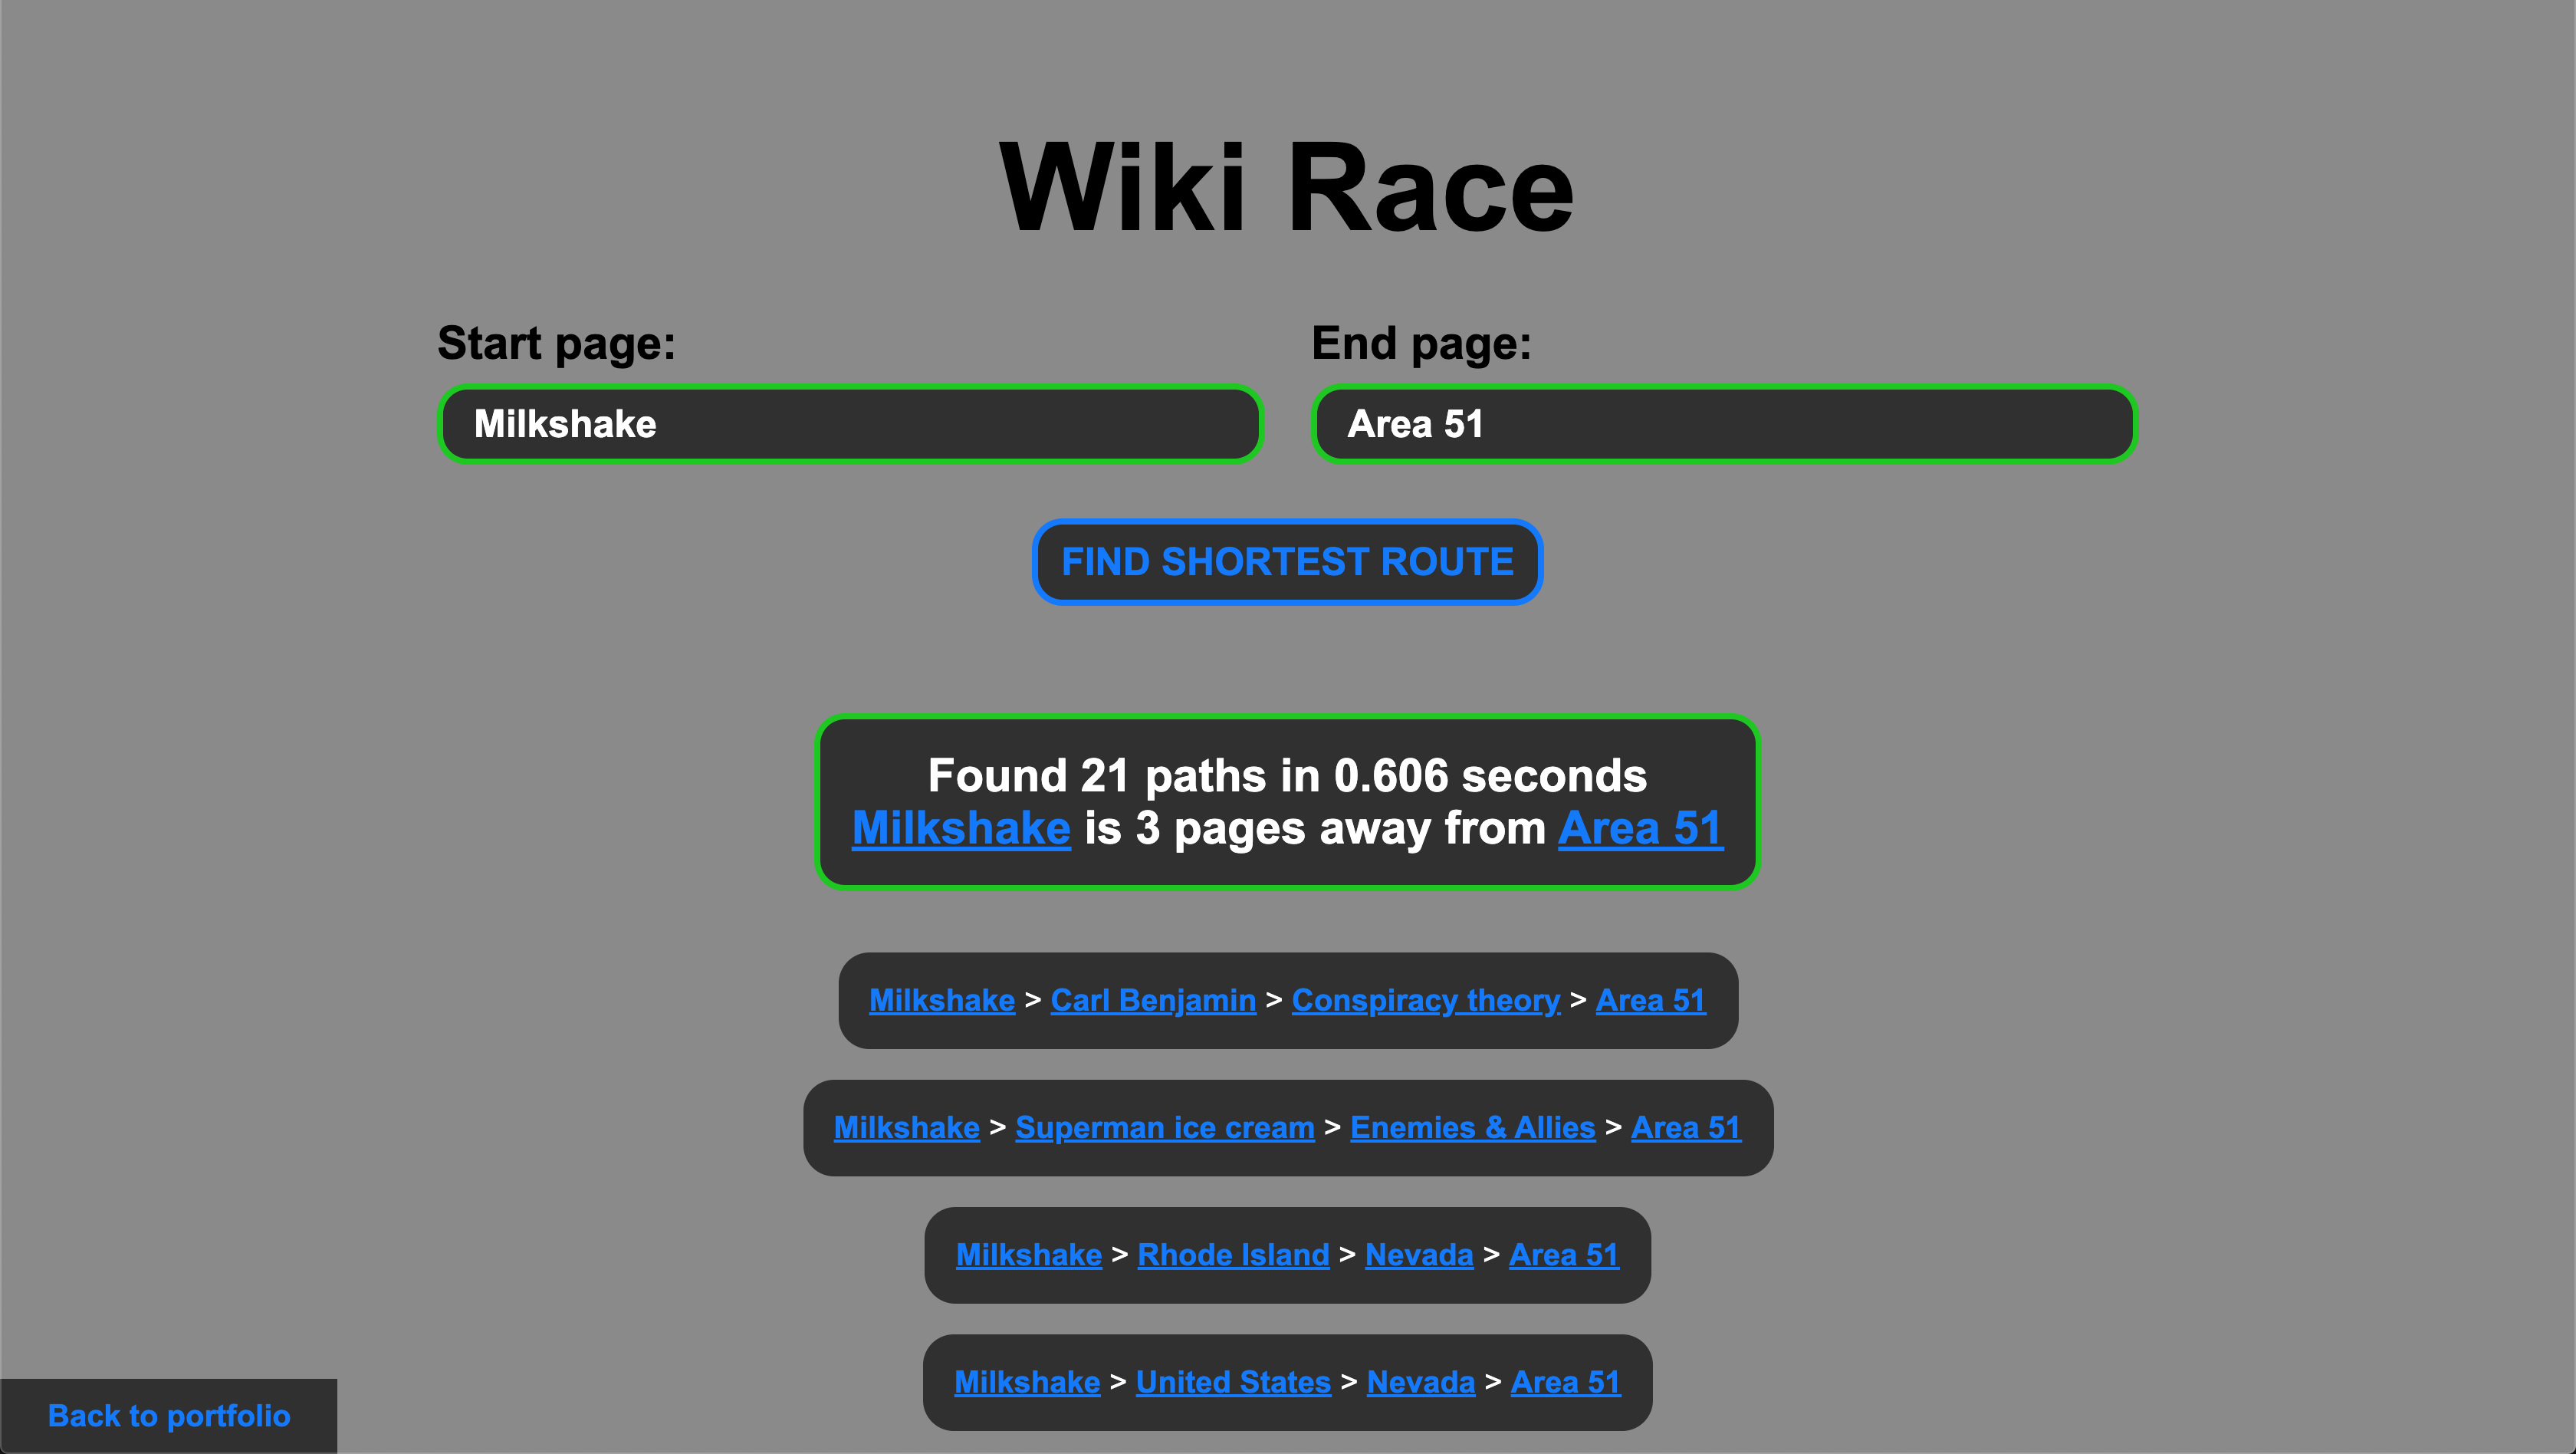 Wiki Race
Start page:
Milkshake
End page:
Area 51
FIND SHORTEST ROUTE
Found 21 paths in 0.606 seconds
Milkshake is 3 pages away from Area 51
Milkshake > Carl Benjamin > Conspiracy theory > Area 51
Milkshake > Superman ice cream > Enemies & Allies > Area 51
Milkshake > Rhode Island > Nevada > Area 51
Milkshake > United States > Nevada > Area 51
Back to portfolio